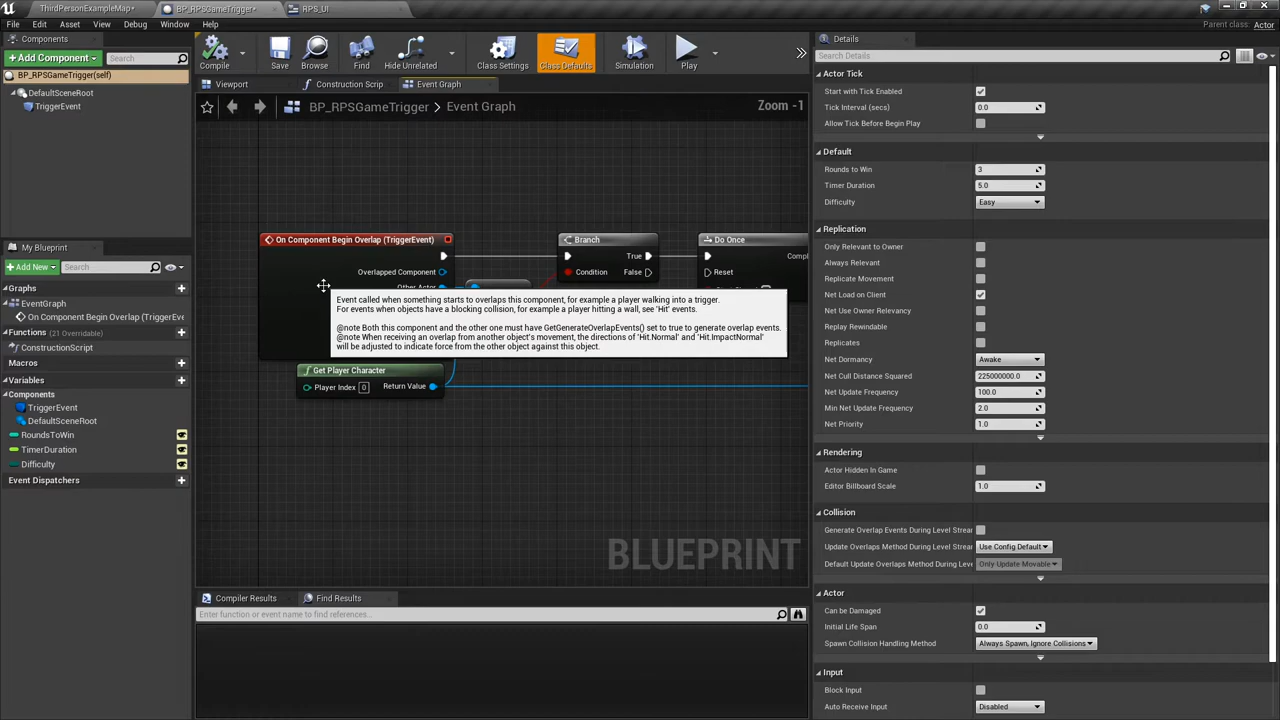 ThirdPersonExampleMap*
BP_RPSGameTrigger*
RPS_UI
File Edit Asset View Debug Window Help
Parent class: Actor
Components
Add Component
Search
BP_RPSGameTrigger(self)
DefaultSceneRoot
TriggerEvent
Compile
Save
Browse
Find
Hide Unrelated
Class Settings
Class Defaults
Simulation
Play
Viewport
Construction Scrip
Event Graph
BP_RPSGameTrigger > Event Graph
Zoom -1
On Component Begin Overlap (TriggerEvent)
Overlapped Component
Other Actor
Branch
True
Condition
False
Do Once
Compl
Reset
Event called when something starts to overlaps this component, for example a player walking into a trigger.
For events when objects have a blocking collision, for example a player hitting a wall, see 'Hit' events.
@note Both this component and the other one must have GetGenerateOverlapEvents() set to true to generate overlap events.
@note When receiving an overlap from another object's movement, the directions of 'Hit.Normal' and 'Hit.ImpactNormal'
will be adjusted to indicate force from the other object against this object.
Get Player Character
Player Index 0
Return Value
BLUEPRINT
My Blueprint
Add New
Search
Graphs
EventGraph
On Component Begin Overlap (TriggerEve
Functions (21 Overridable)
ConstructionScript
Macros
Variables
Components
TriggerEvent
DefaultSceneRoot
RoundsToWin
TimerDuration
Difficulty
Event Dispatchers
Compiler Results
Find Results
Enter function or event name to find references...
Details
Search Details
Actor Tick
Start with Tick Enabled
Tick Interval (secs) 0.0
Allow Tick Before Begin Play
Default
Rounds to Win 3
Timer Duration 5.0
Difficulty Easy
Replication
Only Relevant to Owner
Always Relevant
Replicate Movement
Net Load on Client
Net Use Owner Relevancy
Replay Rewindable
Replicates
Net Dormancy Awake
Net Cull Distance Squared 225000000.0
Net Update Frequency 100.0
Min Net Update Frequency 2.0
Net Priority 1.0
Rendering
Actor Hidden In Game
Editor Billboard Scale 1.0
Collision
Generate Overlap Events During Level Strear
Update Overlaps Method During Level Strean Use Config Default
Default Update Overlaps Method During Leve Only Update Movable
Actor
Can be Damaged
Initial Life Span 0.0
Spawn Collision Handling Method Always Spawn, Ignore Collisions
Input
Block Input
Auto Receive Input Disabled